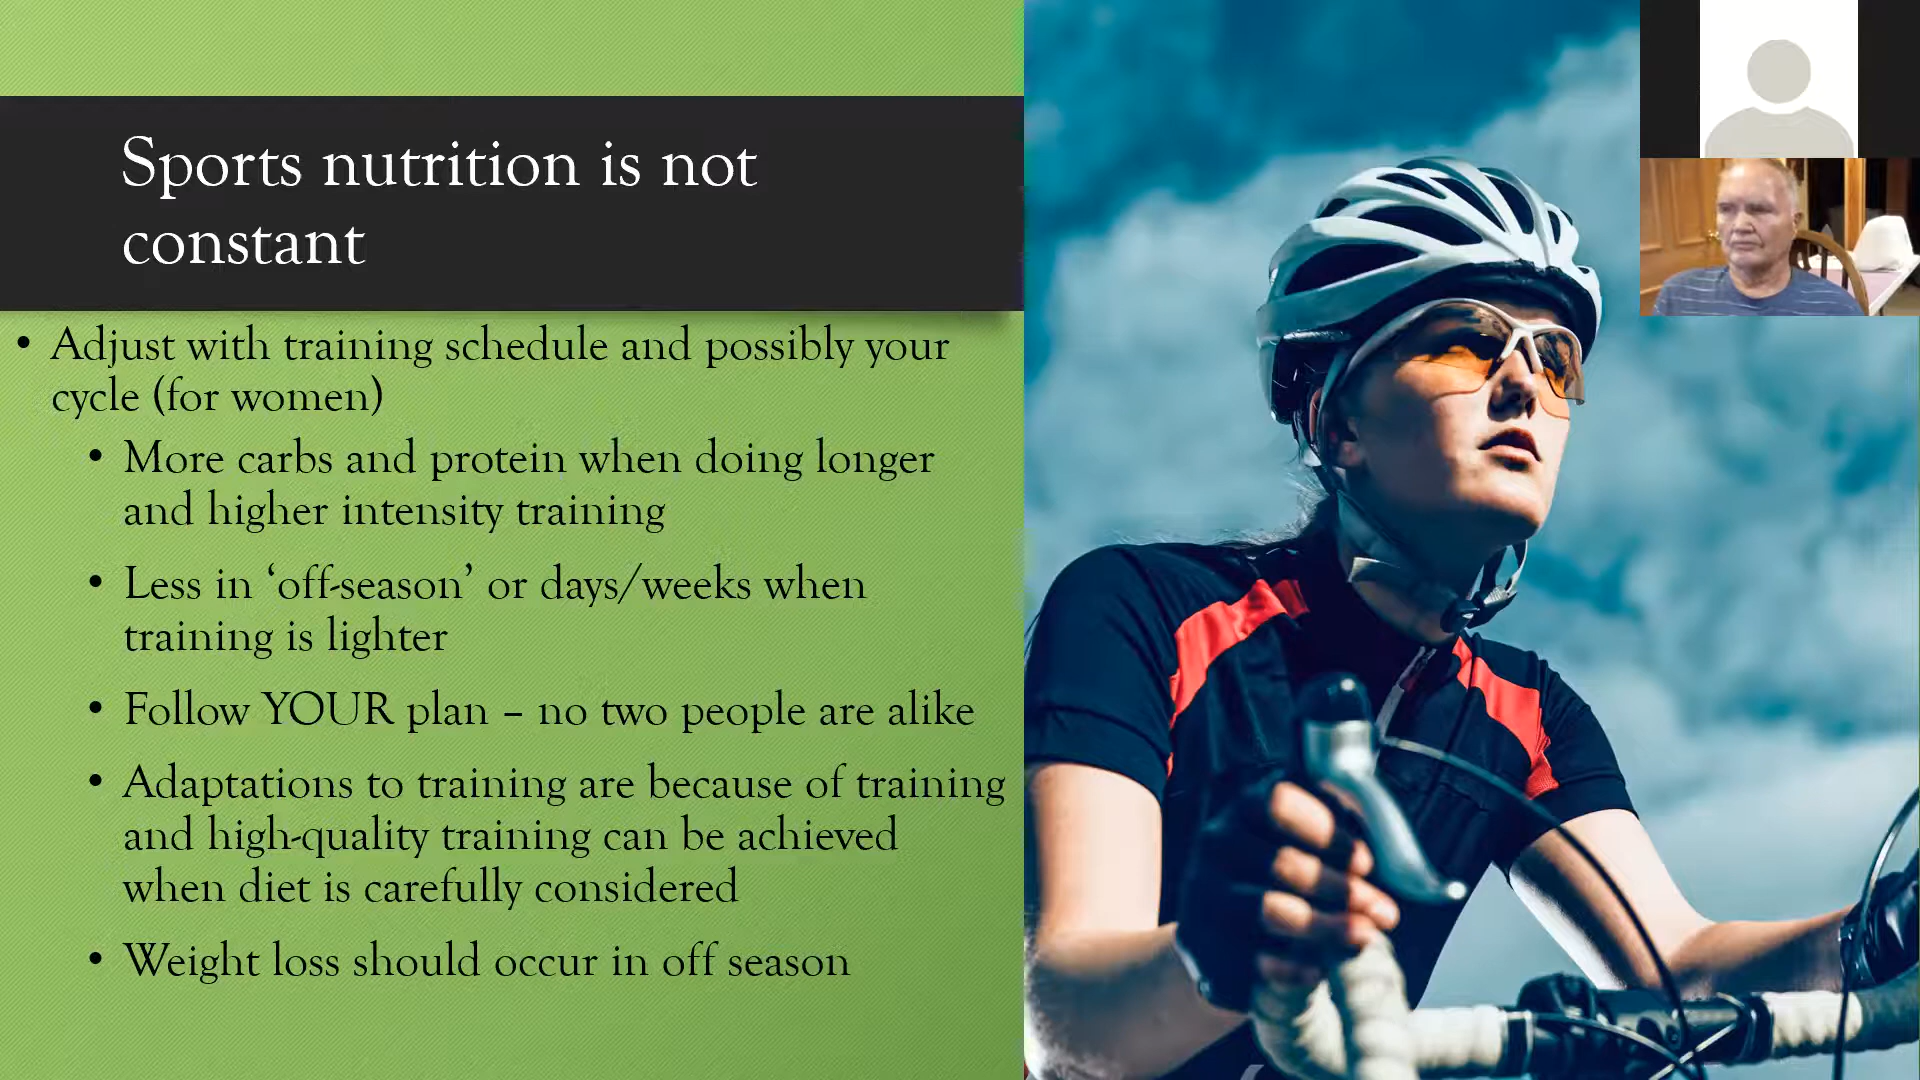 Sports nutrition is not
constant
• Adjust with training schedule and possibly your
cycle (for women)
• More carbs and protein when doing longer
and higher intensity training
• Less in ‘off-season’ or days/weeks when
training is lighter
• Follow YOUR plan – no two people are alike
• Adaptations to training are because of training
and high-quality training can be achieved
when diet is carefully considered
• Weight loss should occur in off season